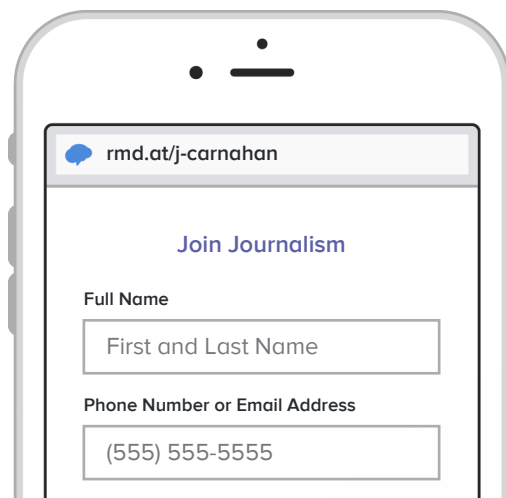 rmd.at/j-carnahan
Join Journalism
Full Name
First and Last Name
Phone Number or Email Address
(555) 555-5555